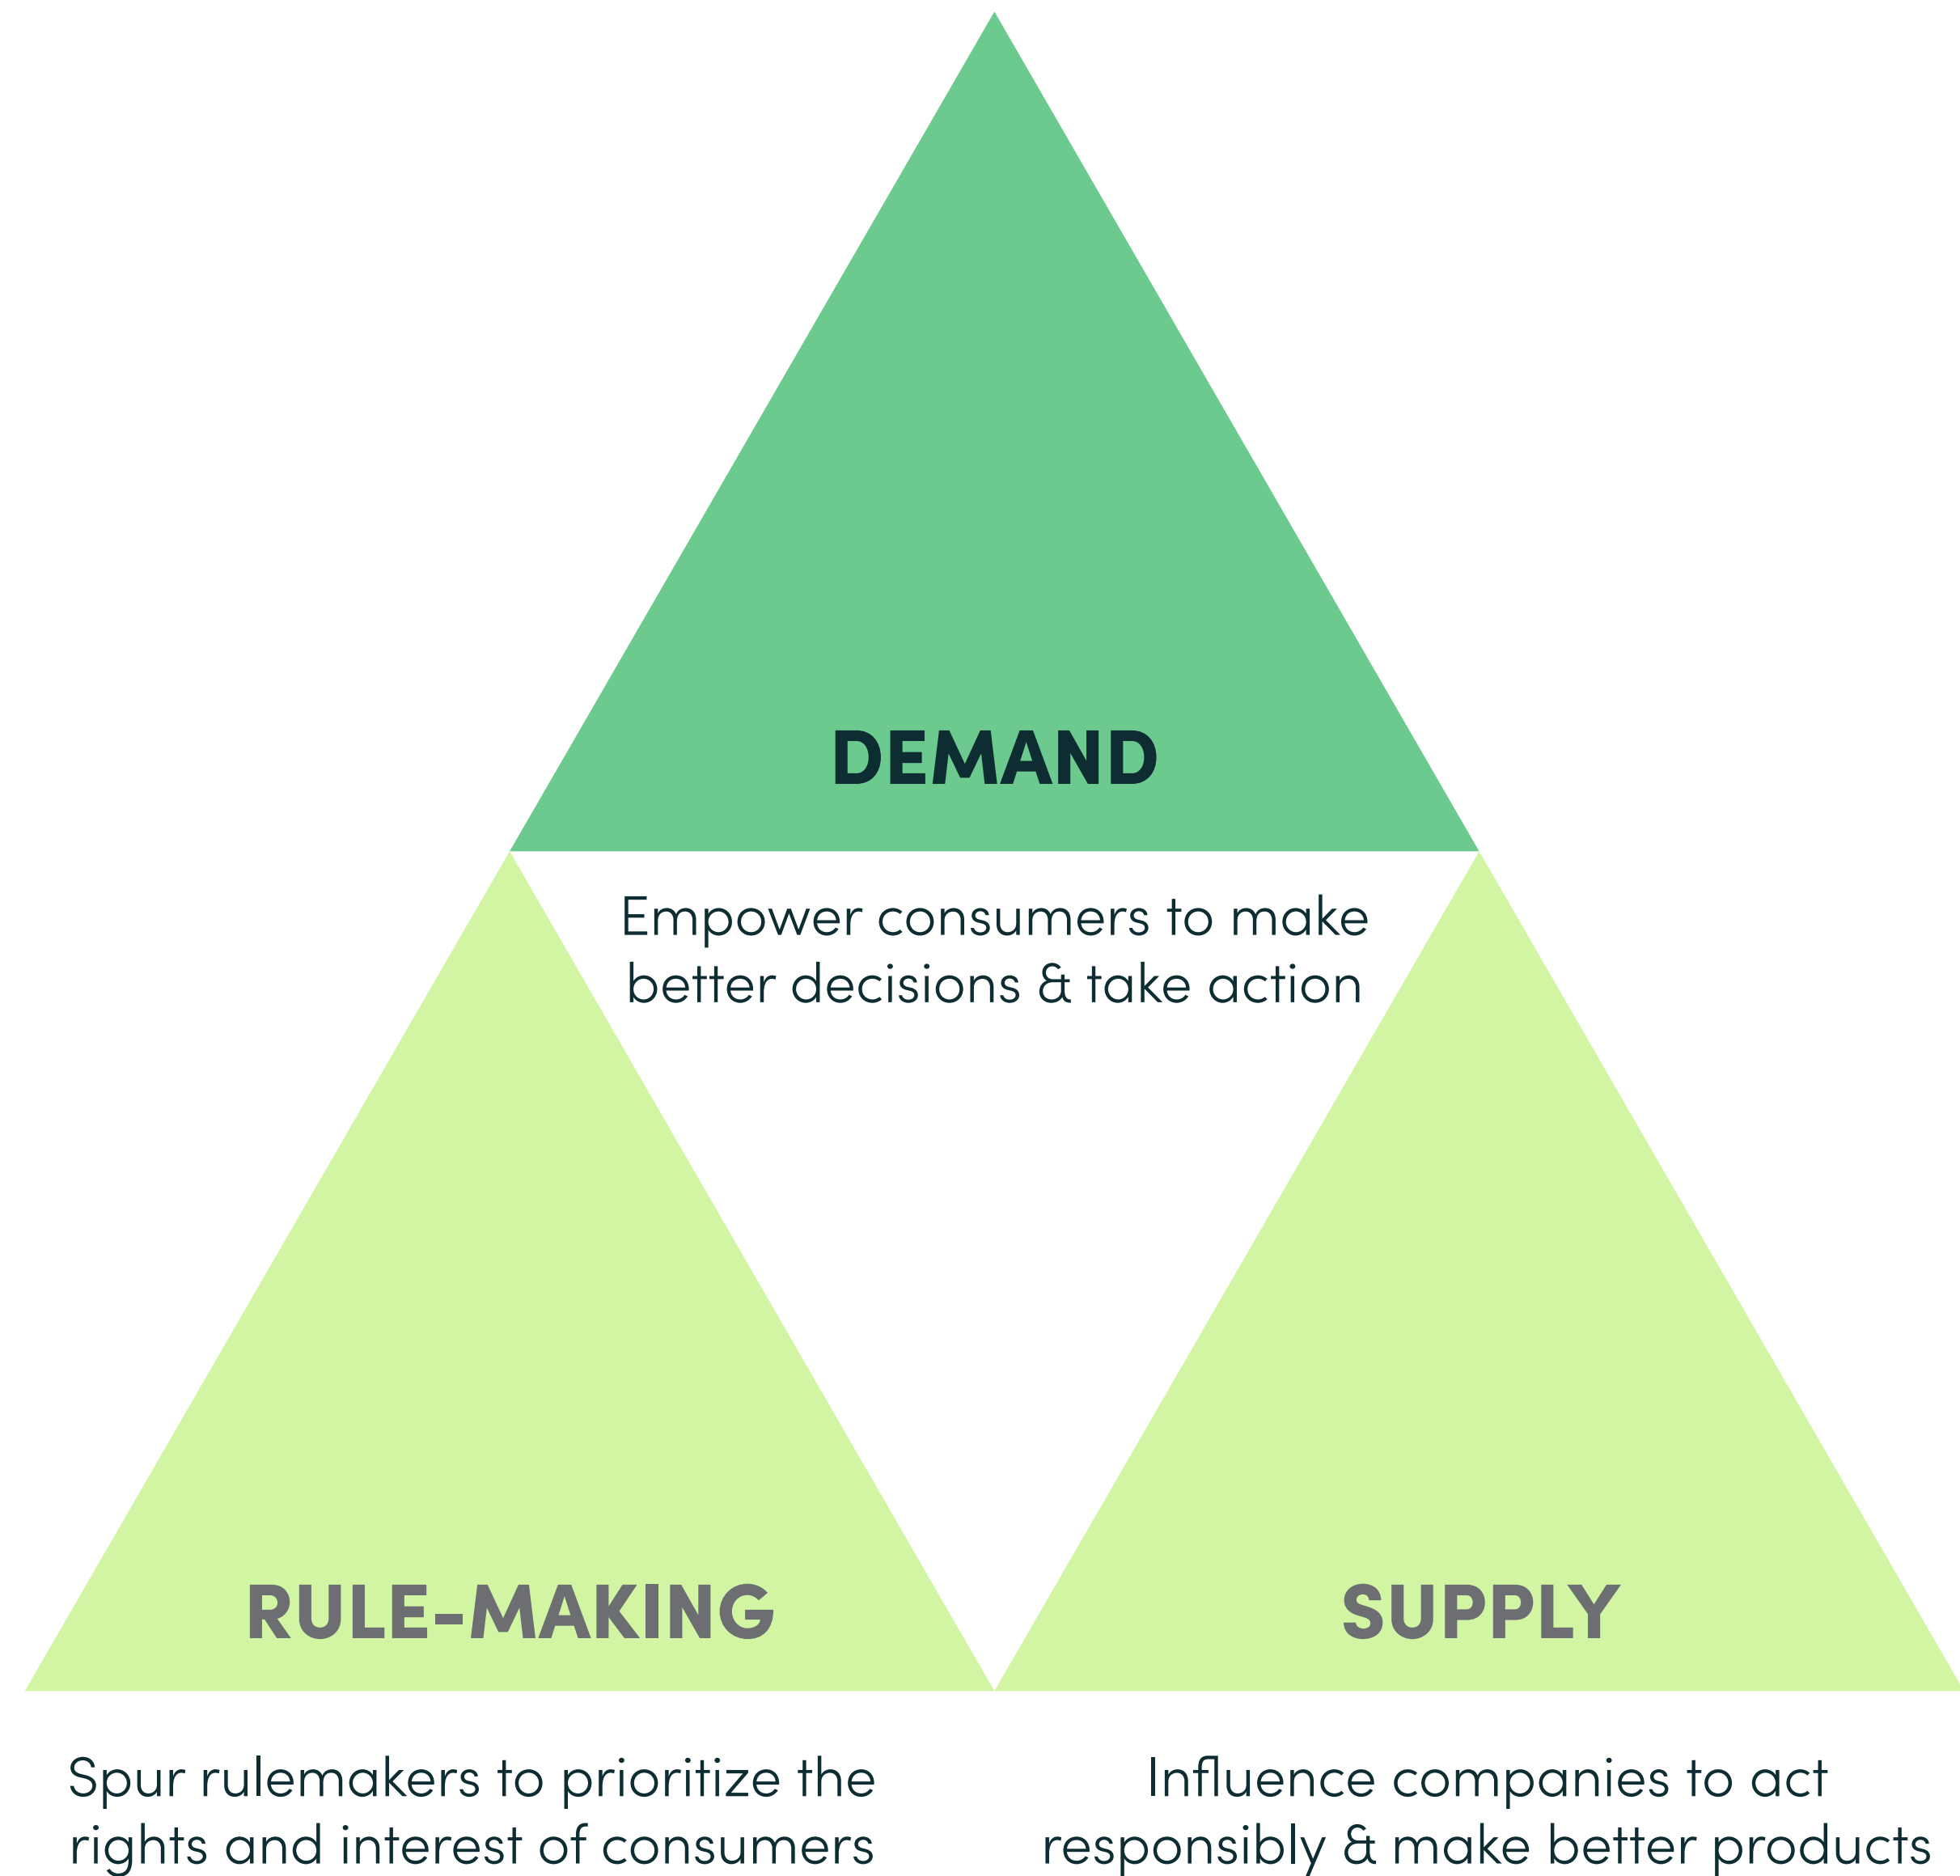 DEMAND
Empower consumers to make
better decisions & take action
RULE-MAKING
Spur rulemakers to prioritize the
rights and interest of consumers
SUPPLY
Influence companies to act
responsibly & make better products